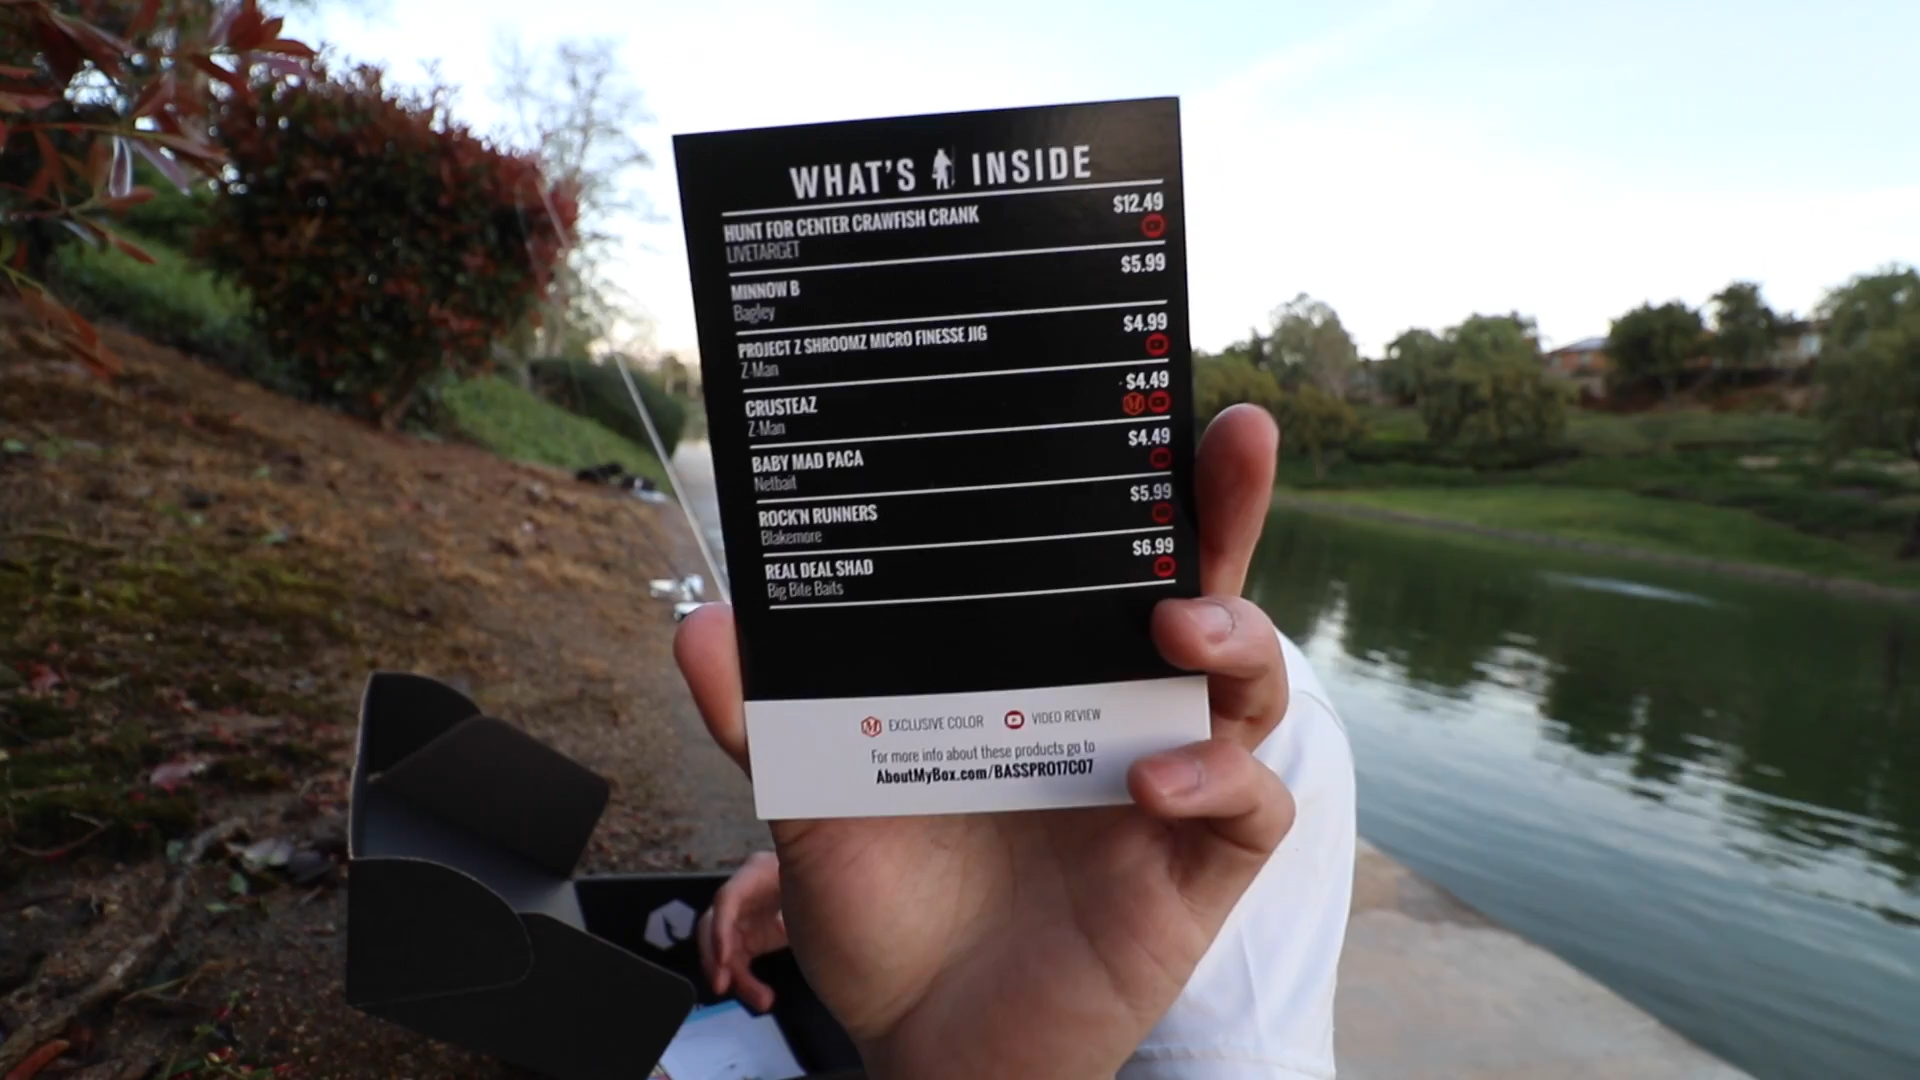 WHAT'S INSIDE
HUNT FOR CENTER CRAWFISH CRANK $12.49
LIVETARGET
MINNOW B $5.99
Bagley
PROJECT Z SHROOMZ MICRO FINESSE JIG $4.99
Z-Man
CRUSTEAZ $4.49
Z-Man
BABY MAD PACA $4.49
Netbait
ROCK'N RUNNERS $5.99
Blakemore
REAL DEAL SHAD $6.99
Big Bite Baits
EXCLUSIVE COLOR VIDEO REVIEW
For more info about these products go to
AboutMyBox.com/BASSPRO17C07